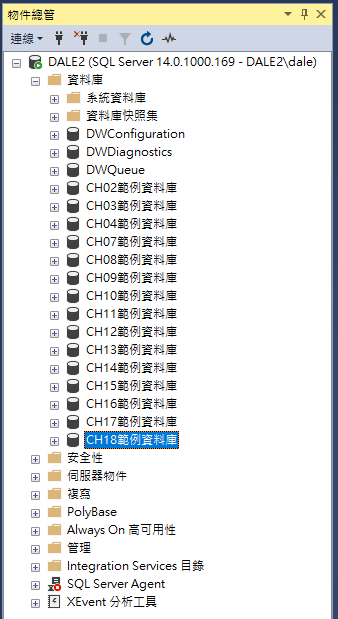 物件總管
連線
DALE2 (SQL Server 14.0.1000.169 - DALE2\dale)
資料庫
系統資料庫
資料庫快照集
DWConfiguration
DWDiagnostics
DWQueue
CH02範例資料庫
CH03範例資料庫
CH04範例資料庫
CH07範例資料庫
CH08範例資料庫
CH09範例資料庫
CH10範例資料庫
CH11範例資料庫
CH12範例資料庫
CH13範例資料庫
CH14範例資料庫
CH15範例資料庫
CH16範例資料庫
CH17範例資料庫
CH18範例資料庫
安全性
伺服器物件
複寫
PolyBase
Always On 高可用性
管理
Integration Services 目錄
SQL Server Agent
XEvent 分析工具